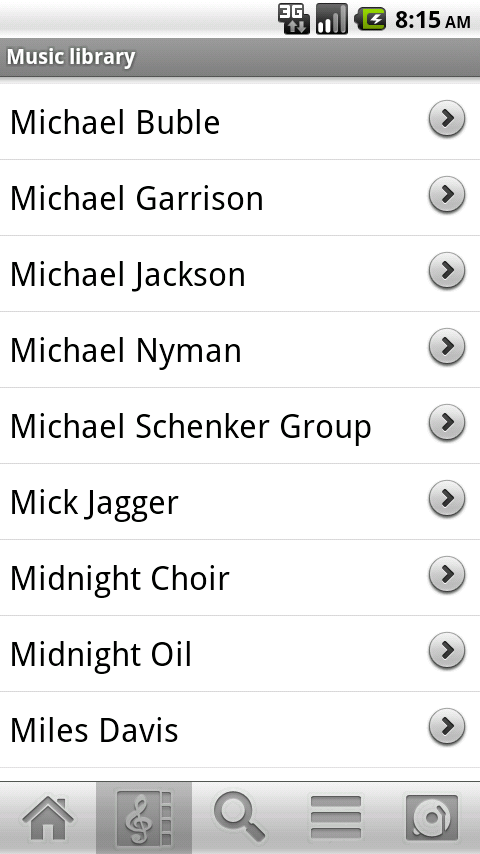 3G 8:15 AM
Music library
Michael Buble
Michael Garrison
Michael Jackson
Michael Nyman
Michael Schenker Group
Mick Jagger
Midnight Choir
Midnight Oil
Miles Davis